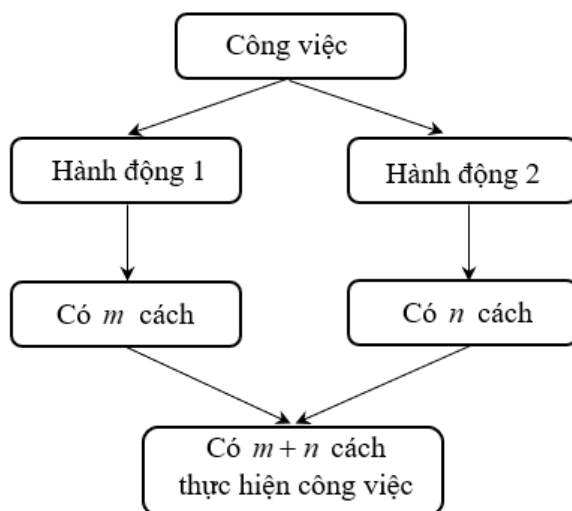 Công việc
Hành động 1
Hành động 2
Có m cách
Có n cách
Có m + n cách
thực hiện công việc